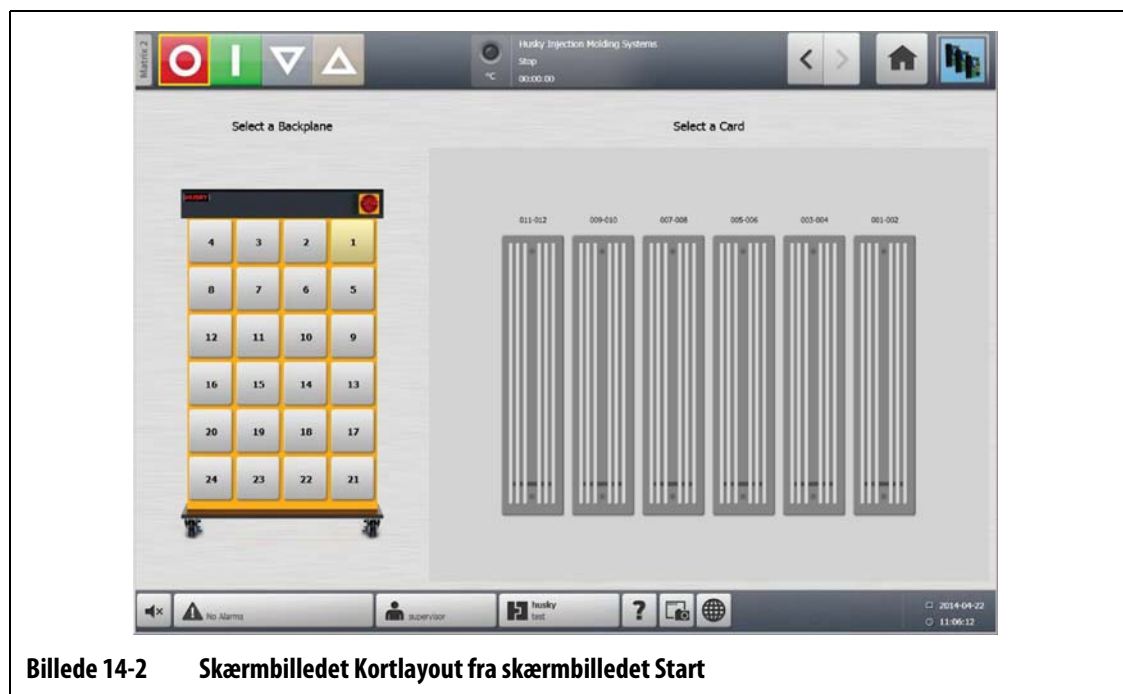 Matrix 2
Husky Injection Molding Systems
Stop
°C 00:00:00
Select a Backplane
Select a Card
HUSKY
011-012 009-010 007-008 005-006 003-004 001-002
4 3 2 1
8 7 6 5
12 11 10 9
16 15 14 13
20 19 18 17
24 23 22 21
No Alarms
supervisor
husky
test
?
2014-04-22
11:06:12
Billede 14-2 Skærmbilledet Kortlayout fra skærmbilledet Start